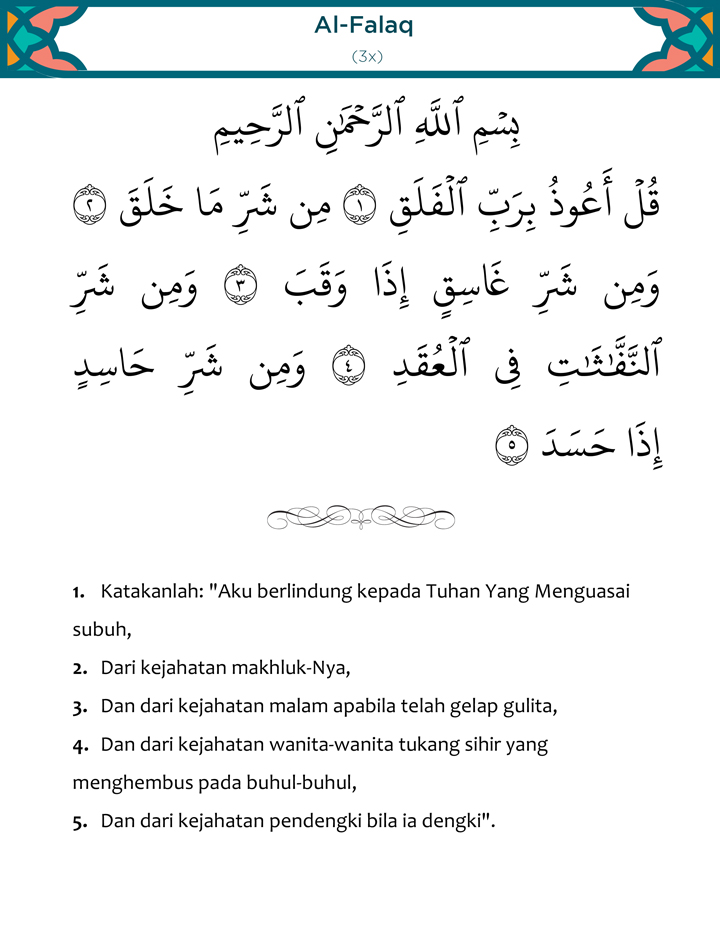 Al-Falaq
(3x)
بِسۡمِ ٱللَّهِ ٱلرَّحۡمَٰنِ ٱلرَّحِيمِ
قُلۡ أَعُوذُ بِرَبِّ ٱلۡفَلَقِ ١ مِن شَرِّ مَا خَلَقَ ٢
وَمِن شَرِّ غَاسِقٍ إِذَا وَقَبَ ٣ وَمِن شَرِّ
ٱلنَّفَّٰثَٰتِ فِي ٱلۡعُقَدِ ٤ وَمِن شَرِّ حَاسِدٍ
إِذَا حَسَدَ ٥
1. Katakanlah: "Aku berlindung kepada Tuhan Yang Menguasai
subuh,
2. Dari kejahatan makhluk-Nya,
3. Dan dari kejahatan malam apabila telah gelap gulita,
4. Dan dari kejahatan wanita-wanita tukang sihir yang
menghembus pada buhul-buhul,
5. Dan dari kejahatan pendengki bila ia dengki".